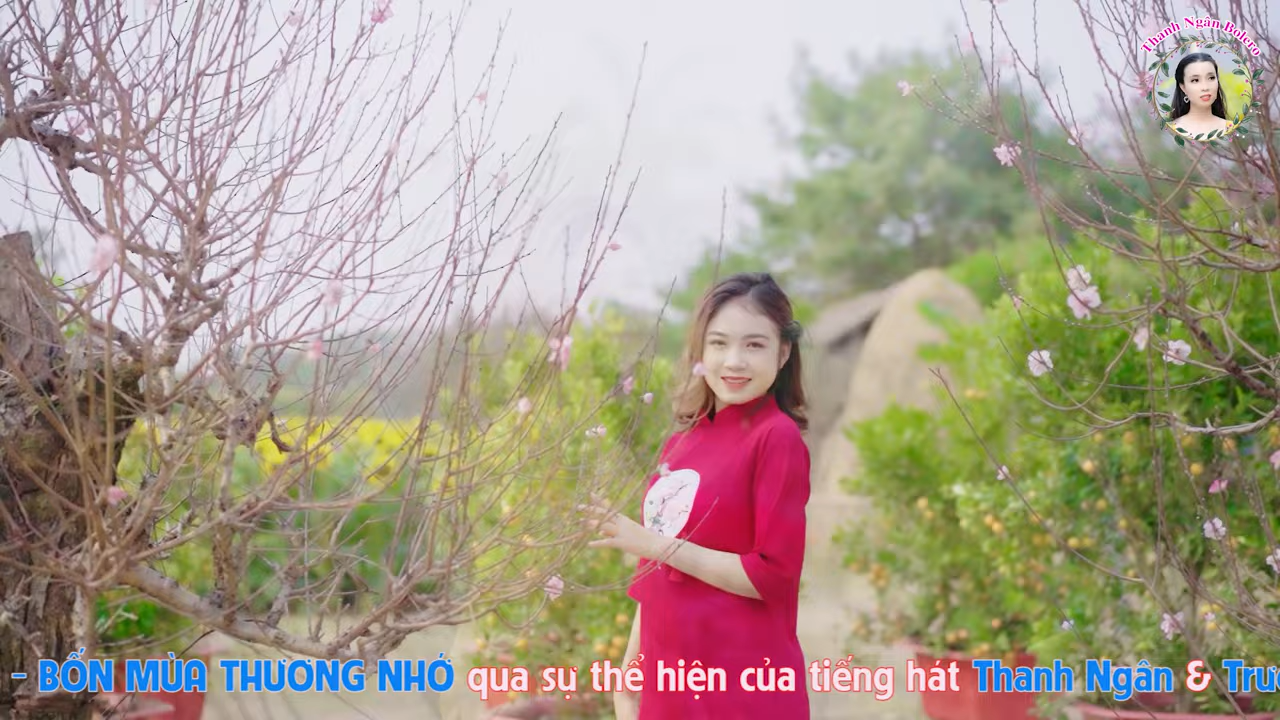 Thanh Ngân Bolero
- BỐN MÙA THƯƠNG NHỚ qua sự thể hiện của tiếng hát Thanh Ngân &